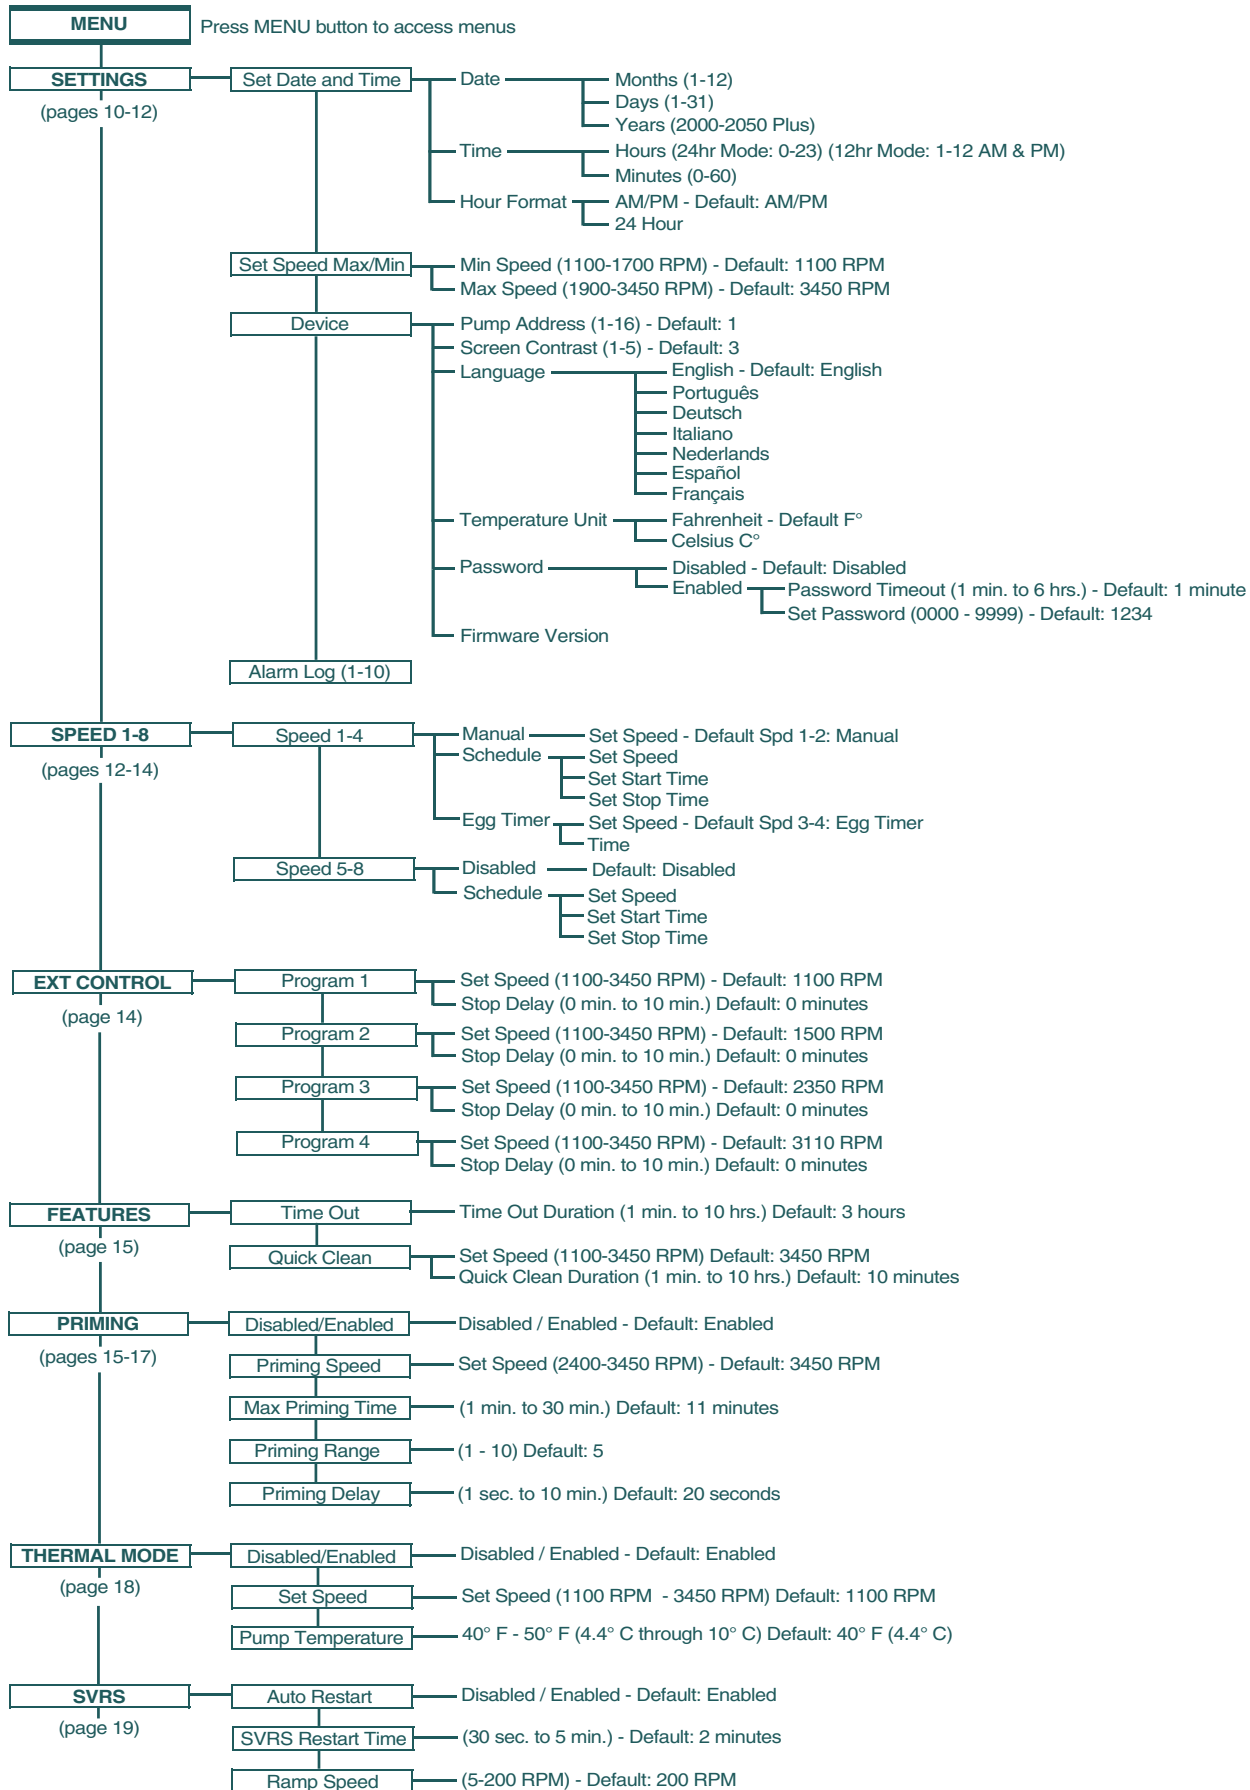 MENU
Press MENU button to access menus
SETTINGS
(pages 10-12)
Set Date and Time
Date
Months (1-12)
Days (1-31)
Years (2000-2050 Plus)
Time
Hours (24hr Mode: 0-23) (12hr Mode: 1-12 AM & PM)
Minutes (0-60)
Hour Format
AM/PM - Default: AM/PM
24 Hour
Set Speed Max/Min
Min Speed (1100-1700 RPM) - Default: 1100 RPM
Max Speed (1900-3450 RPM) - Default: 3450 RPM
Device
Pump Address (1-16) - Default: 1
Screen Contrast (1-5) - Default: 3
Language
English - Default: English
Português
Deutsch
Italiano
Nederlands
Español
Français
Temperature Unit
Fahrenheit - Default F°
Celsius C°
Password
Disabled - Default: Disabled
Enabled
Password Timeout (1 min. to 6 hrs.) - Default: 1 minute
Set Password (0000 - 9999) - Default: 1234
Firmware Version
Alarm Log (1-10)
SPEED 1-8
(pages 12-14)
Speed 1-4
Manual
Set Speed - Default Spd 1-2: Manual
Schedule
Set Speed
Set Start Time
Set Stop Time
Egg Timer
Set Speed - Default Spd 3-4: Egg Timer
Time
Speed 5-8
Disabled
Default: Disabled
Schedule
Set Speed
Set Start Time
Set Stop Time
EXT CONTROL
(page 14)
Program 1
Set Speed (1100-3450 RPM) - Default: 1100 RPM
Stop Delay (0 min. to 10 min.) Default: 0 minutes
Program 2
Set Speed (1100-3450 RPM) - Default: 1500 RPM
Stop Delay (0 min. to 10 min.) Default: 0 minutes
Program 3
Set Speed (1100-3450 RPM) - Default: 2350 RPM
Stop Delay (0 min. to 10 min.) Default: 0 minutes
Program 4
Set Speed (1100-3450 RPM) - Default: 3110 RPM
Stop Delay (0 min. to 10 min.) Default: 0 minutes
FEATURES
(page 15)
Time Out
Time Out Duration (1 min. to 10 hrs.) Default: 3 hours
Quick Clean
Set Speed (1100-3450 RPM) Default: 3450 RPM
Quick Clean Duration (1 min. to 10 hrs.) Default: 10 minutes
PRIMING
(pages 15-17)
Disabled/Enabled
Disabled / Enabled - Default: Enabled
Priming Speed
Set Speed (2400-3450 RPM) - Default: 3450 RPM
Max Priming Time
(1 min. to 30 min.) Default: 11 minutes
Priming Range
(1 - 10) Default: 5
Priming Delay
(1 sec. to 10 min.) Default: 20 seconds
THERMAL MODE
(page 18)
Disabled/Enabled
Disabled / Enabled - Default: Enabled
Set Speed
Set Speed (1100 RPM - 3450 RPM) Default: 1100 RPM
Pump Temperature
40° F - 50° F (4.4° C through 10° C) Default: 40° F (4.4° C)
SVRS
(page 19)
Auto Restart
Disabled / Enabled - Default: Enabled
SVRS Restart Time
(30 sec. to 5 min.) - Default: 2 minutes
Ramp Speed
(5-200 RPM) - Default: 200 RPM